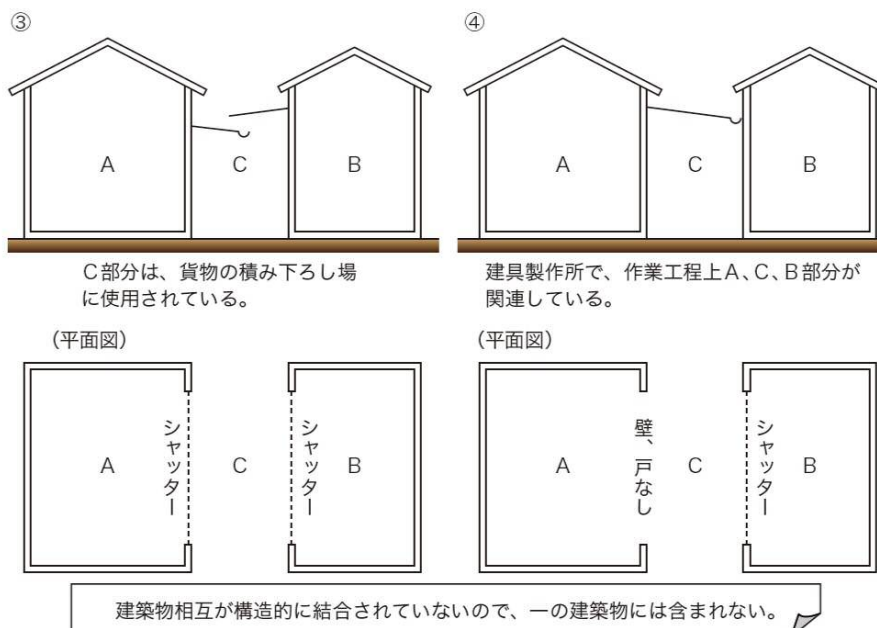 ③
A
C
B
C部分は、貨物の積み下ろし場
に使用されている。
(平面図)
A
シャッター
C
シャッター
B
④
A
C
B
建具製作所で、作業工程上A、C、B部分が
関連している。
(平面図)
A
壁、戸なし
C
シャッター
B
建築物相互が構造的に結合されていないので、一の建築物には含まれない。